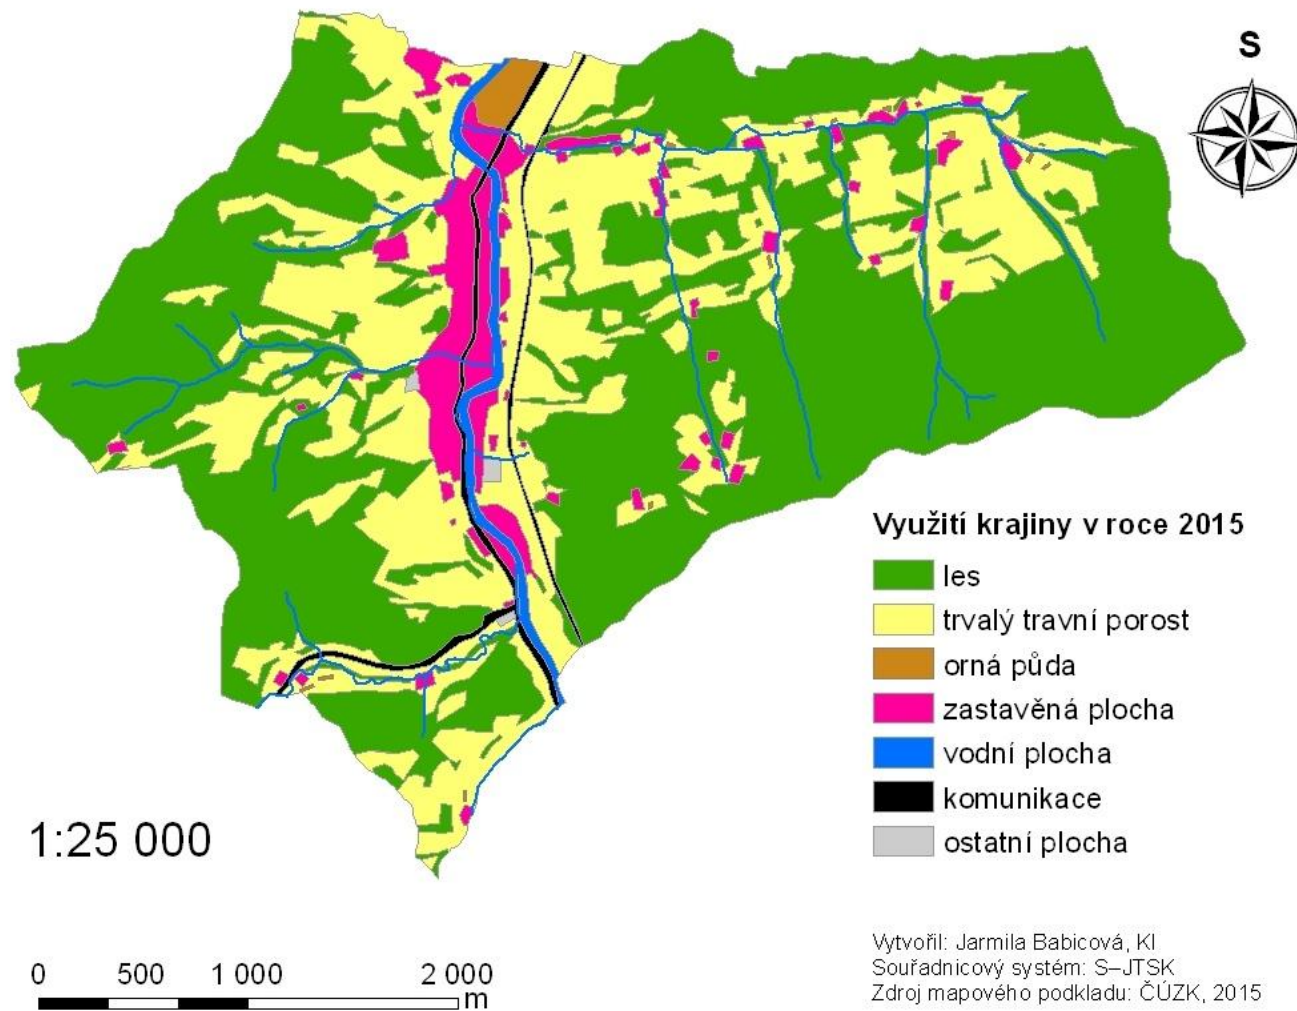 S
Využití krajiny v roce 2015
les
trvalý travní porost
orná půda
zastavěná plocha
vodní plocha
komunikace
ostatní plocha
1:25 000
0 500 1 000 2 000
m
Vytvořil: Jarmila Babicová, KI
Souřadnicový systém: S–JTSK
Zdroj mapového podkladu: ČÚZK, 2015